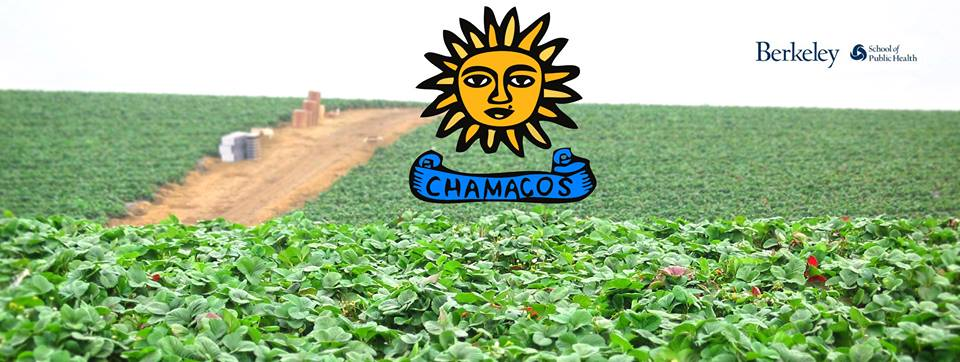 Berkeley
School of
Public Health
CHAMACOS